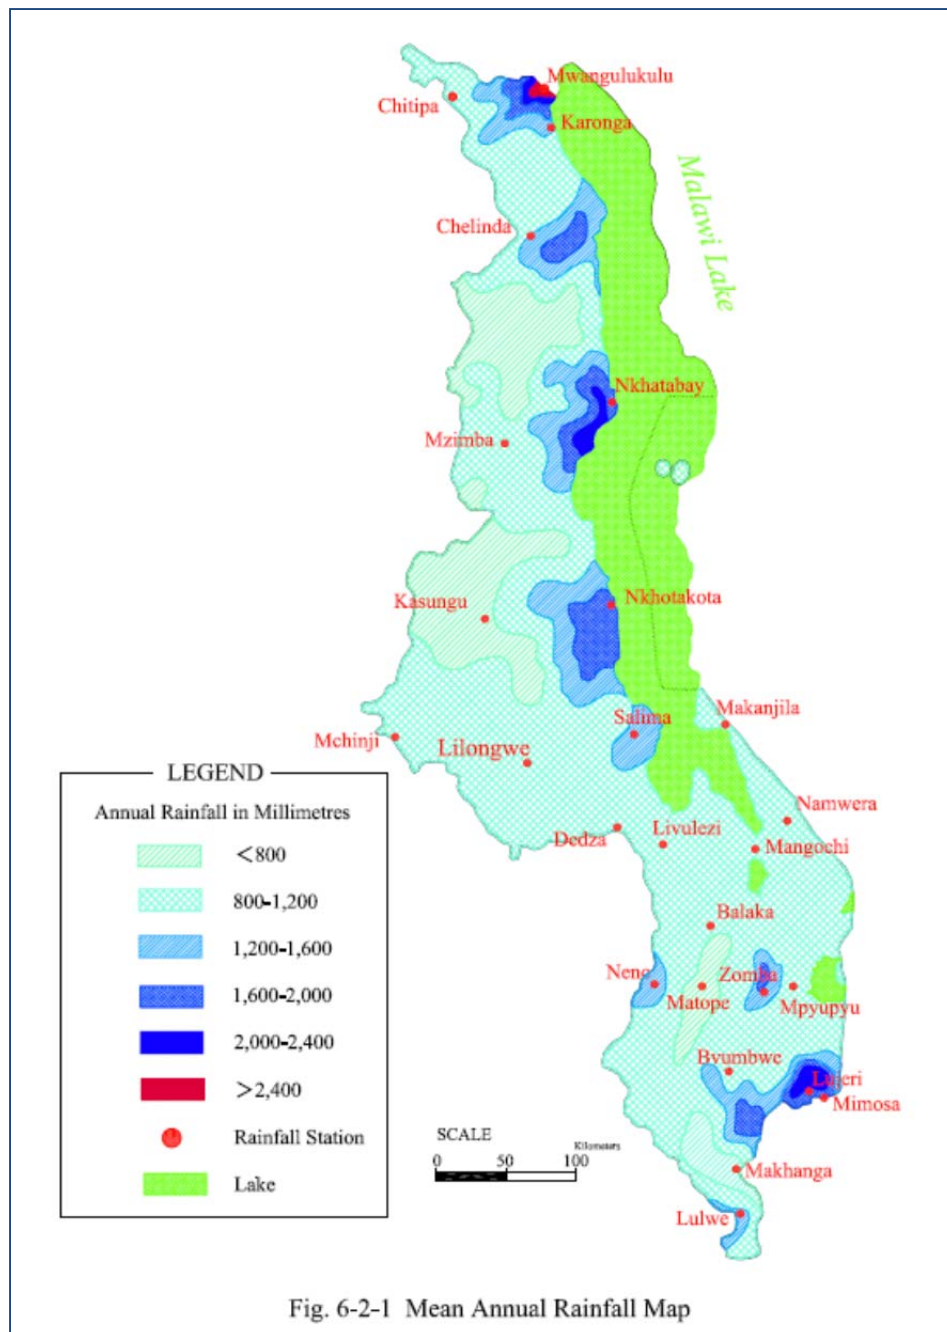 Mwangulukulu
Chitipa
Karonga
Malawi Lake
Chelinda
Nkhatabay
Mzimba
Nkhotakota
Kasungu
Makanjila
Salima
Mchinji
Lilongwe
Namwera
Dedza
Livulezi
Mangochi
Balaka
Neno
Zomba
Matope
Mpyupyu
Bvumbwe
Lujeri
Mimosa
Makhanga
Lulwe
LEGEND
Annual Rainfall in Millimetres
<800
800-1,200
1,200-1,600
1,600-2,000
2,000-2,400
>2,400
Rainfall Station
Lake
SCALE
Kilometers
0 50 100
Fig. 6-2-1 Mean Annual Rainfall Map